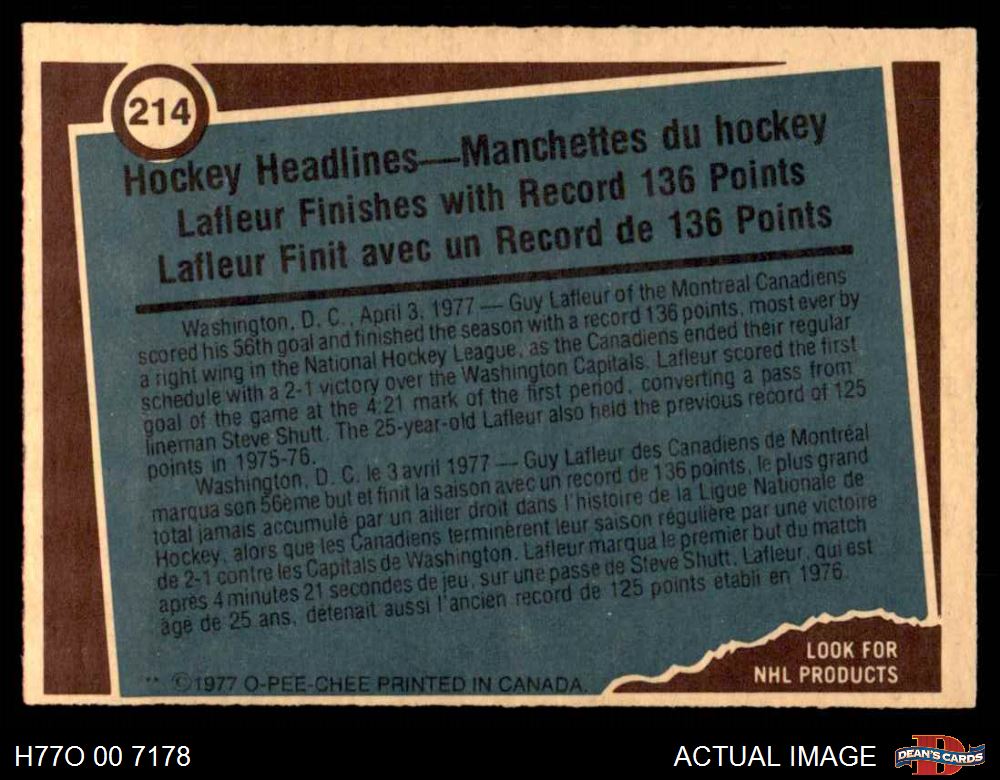 214
Hockey Headlines—Manchettes du hockey
Lafleur Finishes with Record 136 Points
Lafleur Finit avec un Record de 136 Points
Washington, D. C., April 3, 1977 — Guy Lafleur of the Montreal Canadiens
scored his 56th goal and finished the season with a record 136 points, most ever by
a right wing in the National Hockey League, as the Canadiens ended their regular
schedule with a 2-1 victory over the Washington Capitals. Lafleur scored the first
goal of the game at the 4:21 mark of the first period, converting a pass from
lineman Steve Shutt. The 25-year-old Lafleur also held the previous record of 125
points in 1975-76.
Washington, D. C. le 3 avril 1977 — Guy Lafleur des Canadiens de Montréal
marqua son 56ème but et finit la saison avec un record de 136 points, le plus grand
total jamais accumulé par un ailier droit dans l'histoire de la Ligue Nationale de
Hockey, alors que les Canadiens terminèrent leur saison régulière par une victoire
de 2-1 contre les Capitals de Washington. Lafleur marqua le premier but du match
après 4 minutes 21 secondes de jeu, sur une passe de Steve Shutt. Lafleur, qui est
âgé de 25 ans, détenait aussi l'ancien record de 125 points établi en 1976.
LOOK FOR
NHL PRODUCTS
** ©1977 O-PEE-CHEE PRINTED IN CANADA.
H77O 00 7178
ACTUAL IMAGE
DEAN'S CARDS